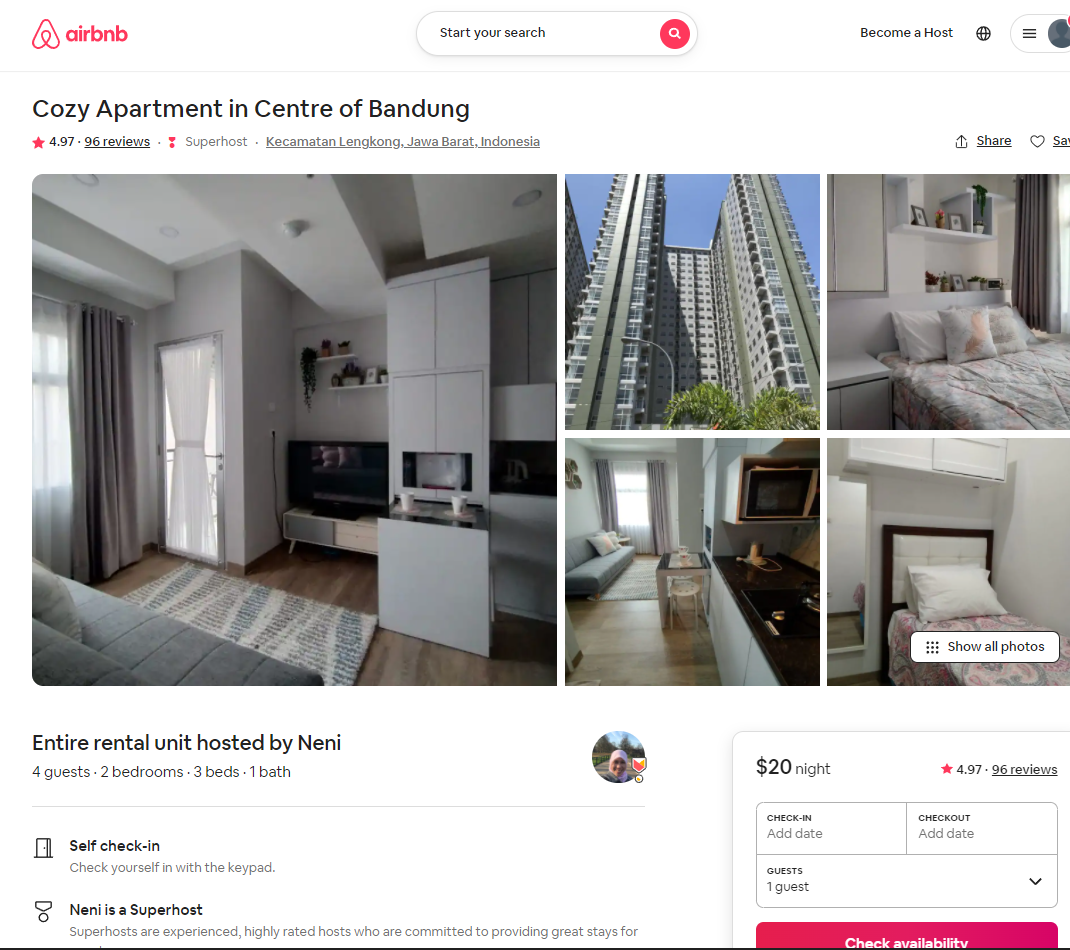 airbnb
Start your search
Become a Host
Cozy Apartment in Centre of Bandung
4.97 · 96 reviews · Superhost · Kecamatan Lengkong, Jawa Barat, Indonesia
Share
Sav
Show all photos
Entire rental unit hosted by Neni
4 guests · 2 bedrooms · 3 beds · 1 bath
$20 night
4.97 · 96 reviews
CHECK-IN
Add date
CHECKOUT
Add date
GUESTS
1 guest
Check availability
Self check-in
Check yourself in with the keypad.
Neni is a Superhost
Superhosts are experienced, highly rated hosts who are committed to providing great stays for